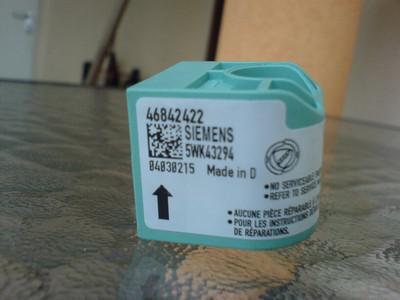 46842422
SIEMENS
5WK43294
04030215 Made in D
• NO SERVICEABLE
• REFER TO SERVICE
• AUCUNE PIÈCE RÉPARABLE
• POUR LES INSTRUCTIONS
DE RÉPARATIONS.